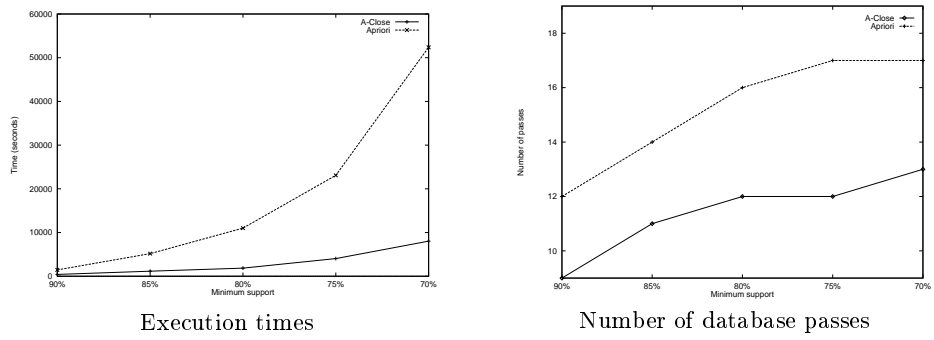 60000
50000
40000
30000
20000
10000
0
Time (seconds)
A-Close
Apriori
90%
85%
80%
75%
70%
Minimum support
Execution times
18
16
14
12
10
Number of passes
A-Close
Apriori
90%
85%
80%
75%
70%
Minimum support
Number of database passes